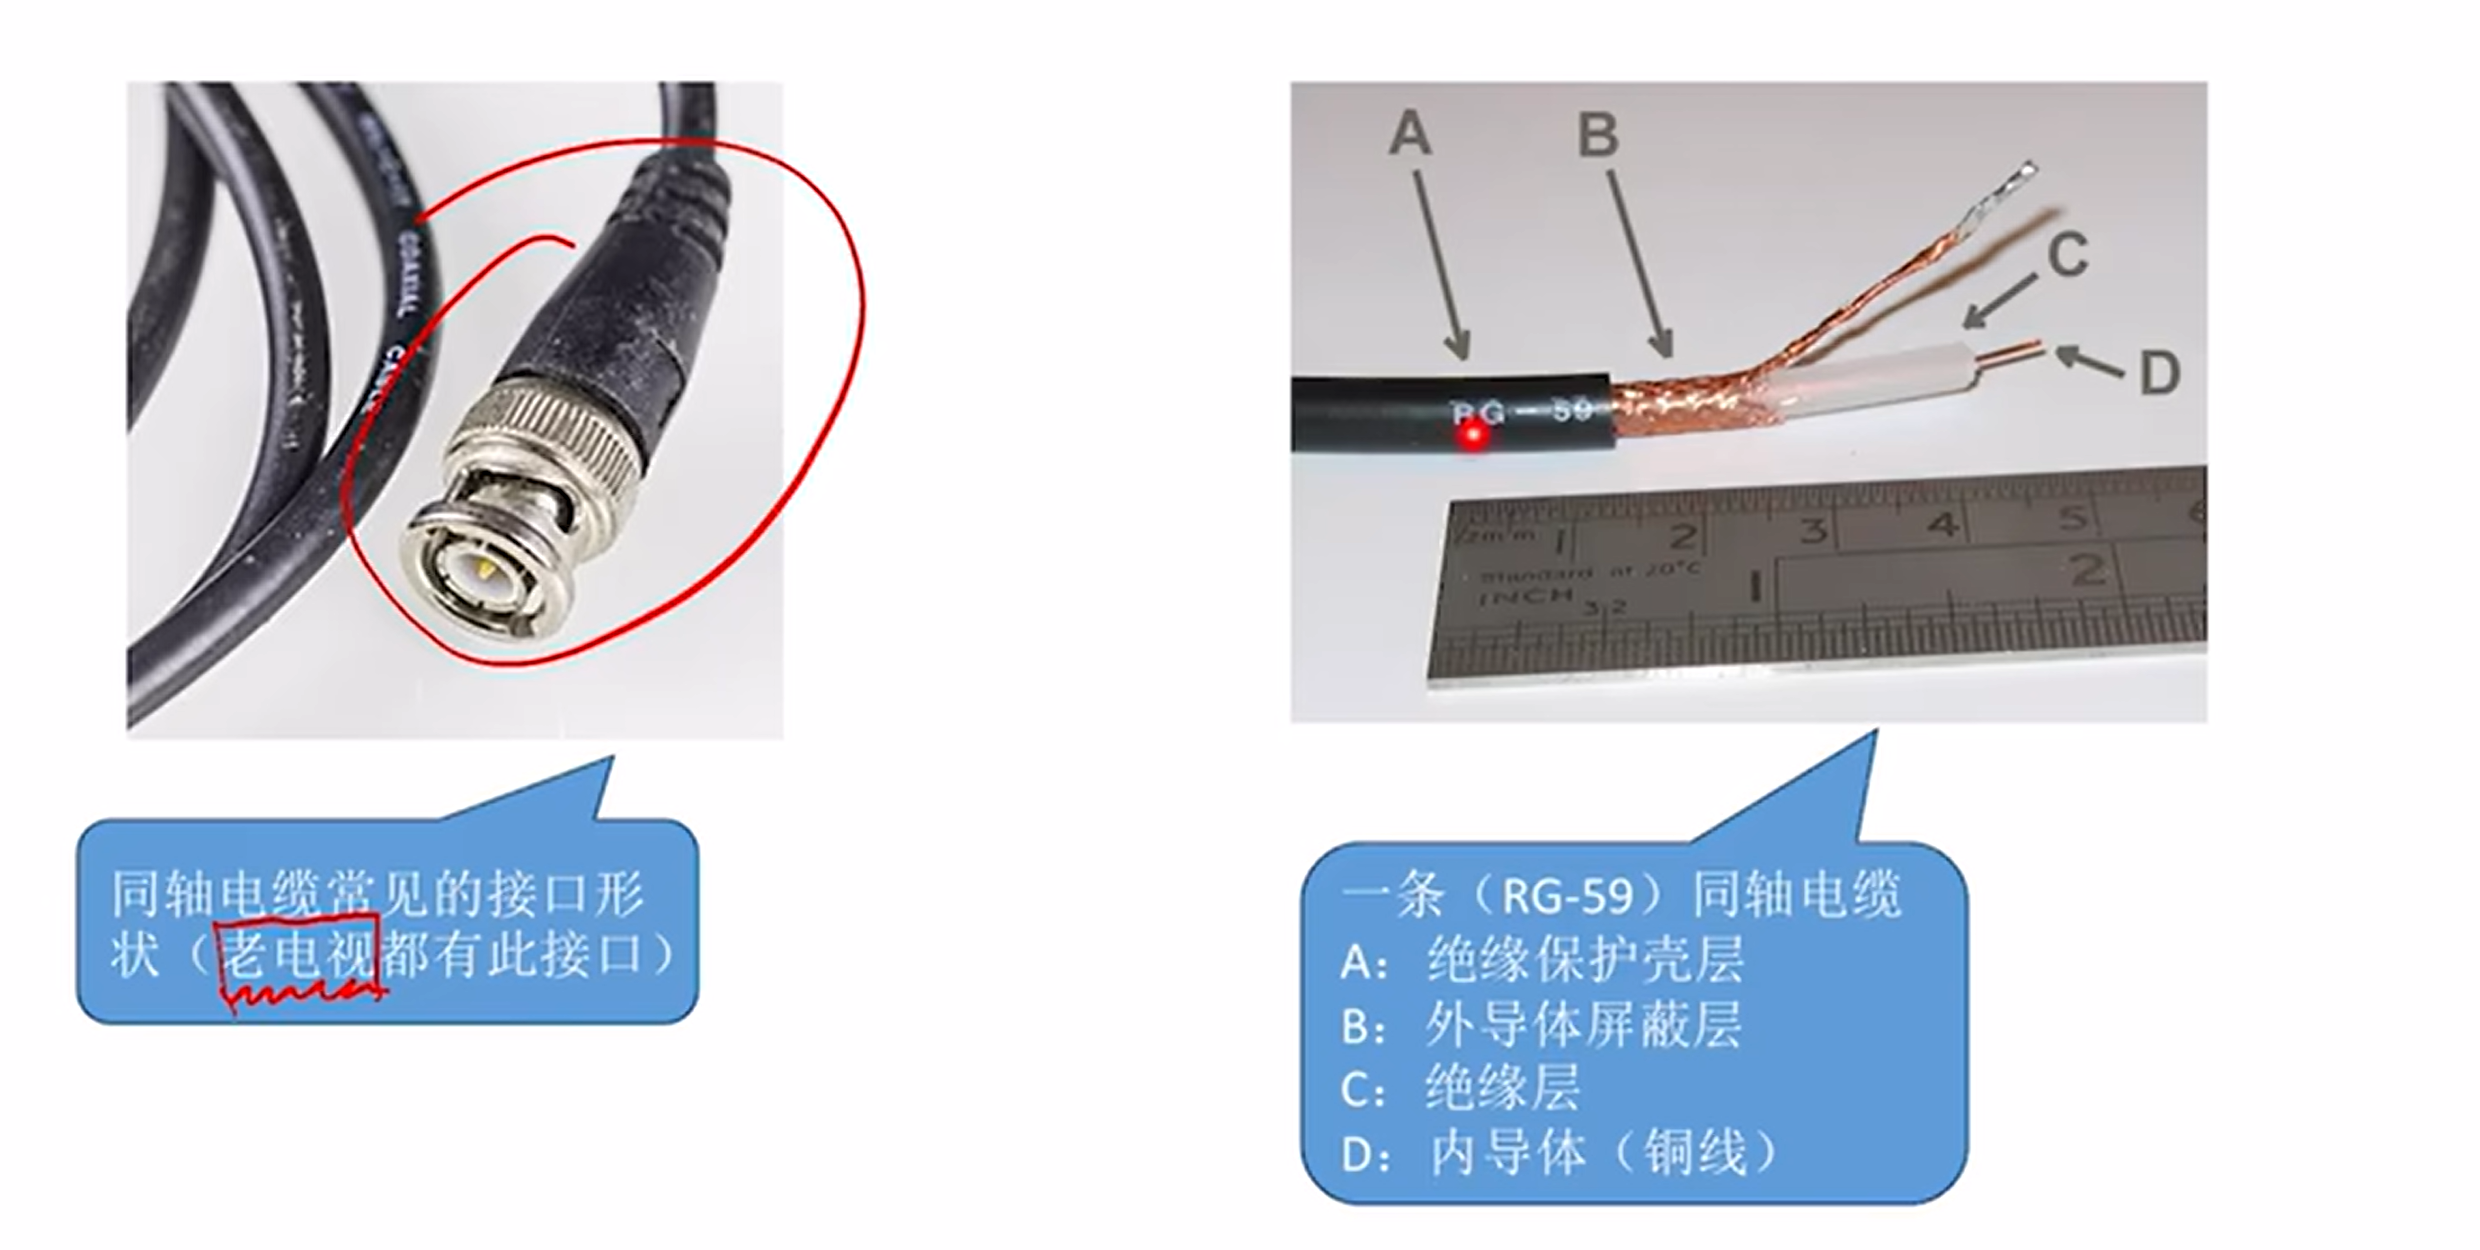 COAXIAL CABLE
A
B
C
D
RG-59
1 2 3 4 5 6
Standard at 20°C
INCH 32
1 2
同轴电缆常见的接口形
状（老电视都有此接口）
一条（RG-59）同轴电缆
A：绝缘保护壳层
B：外导体屏蔽层
C：绝缘层
D：内导体（铜线）